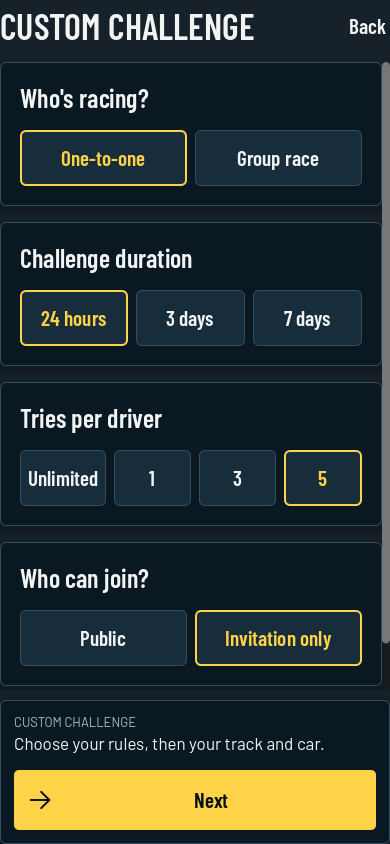 CUSTOM CHALLENGE
Back
Who's racing?
One-to-one
Group race
Challenge duration
24 hours
3 days
7 days
Tries per driver
Unlimited
1
3
5
Who can join?
Public
Invitation only
CUSTOM CHALLENGE
Choose your rules, then your track and car.
Next